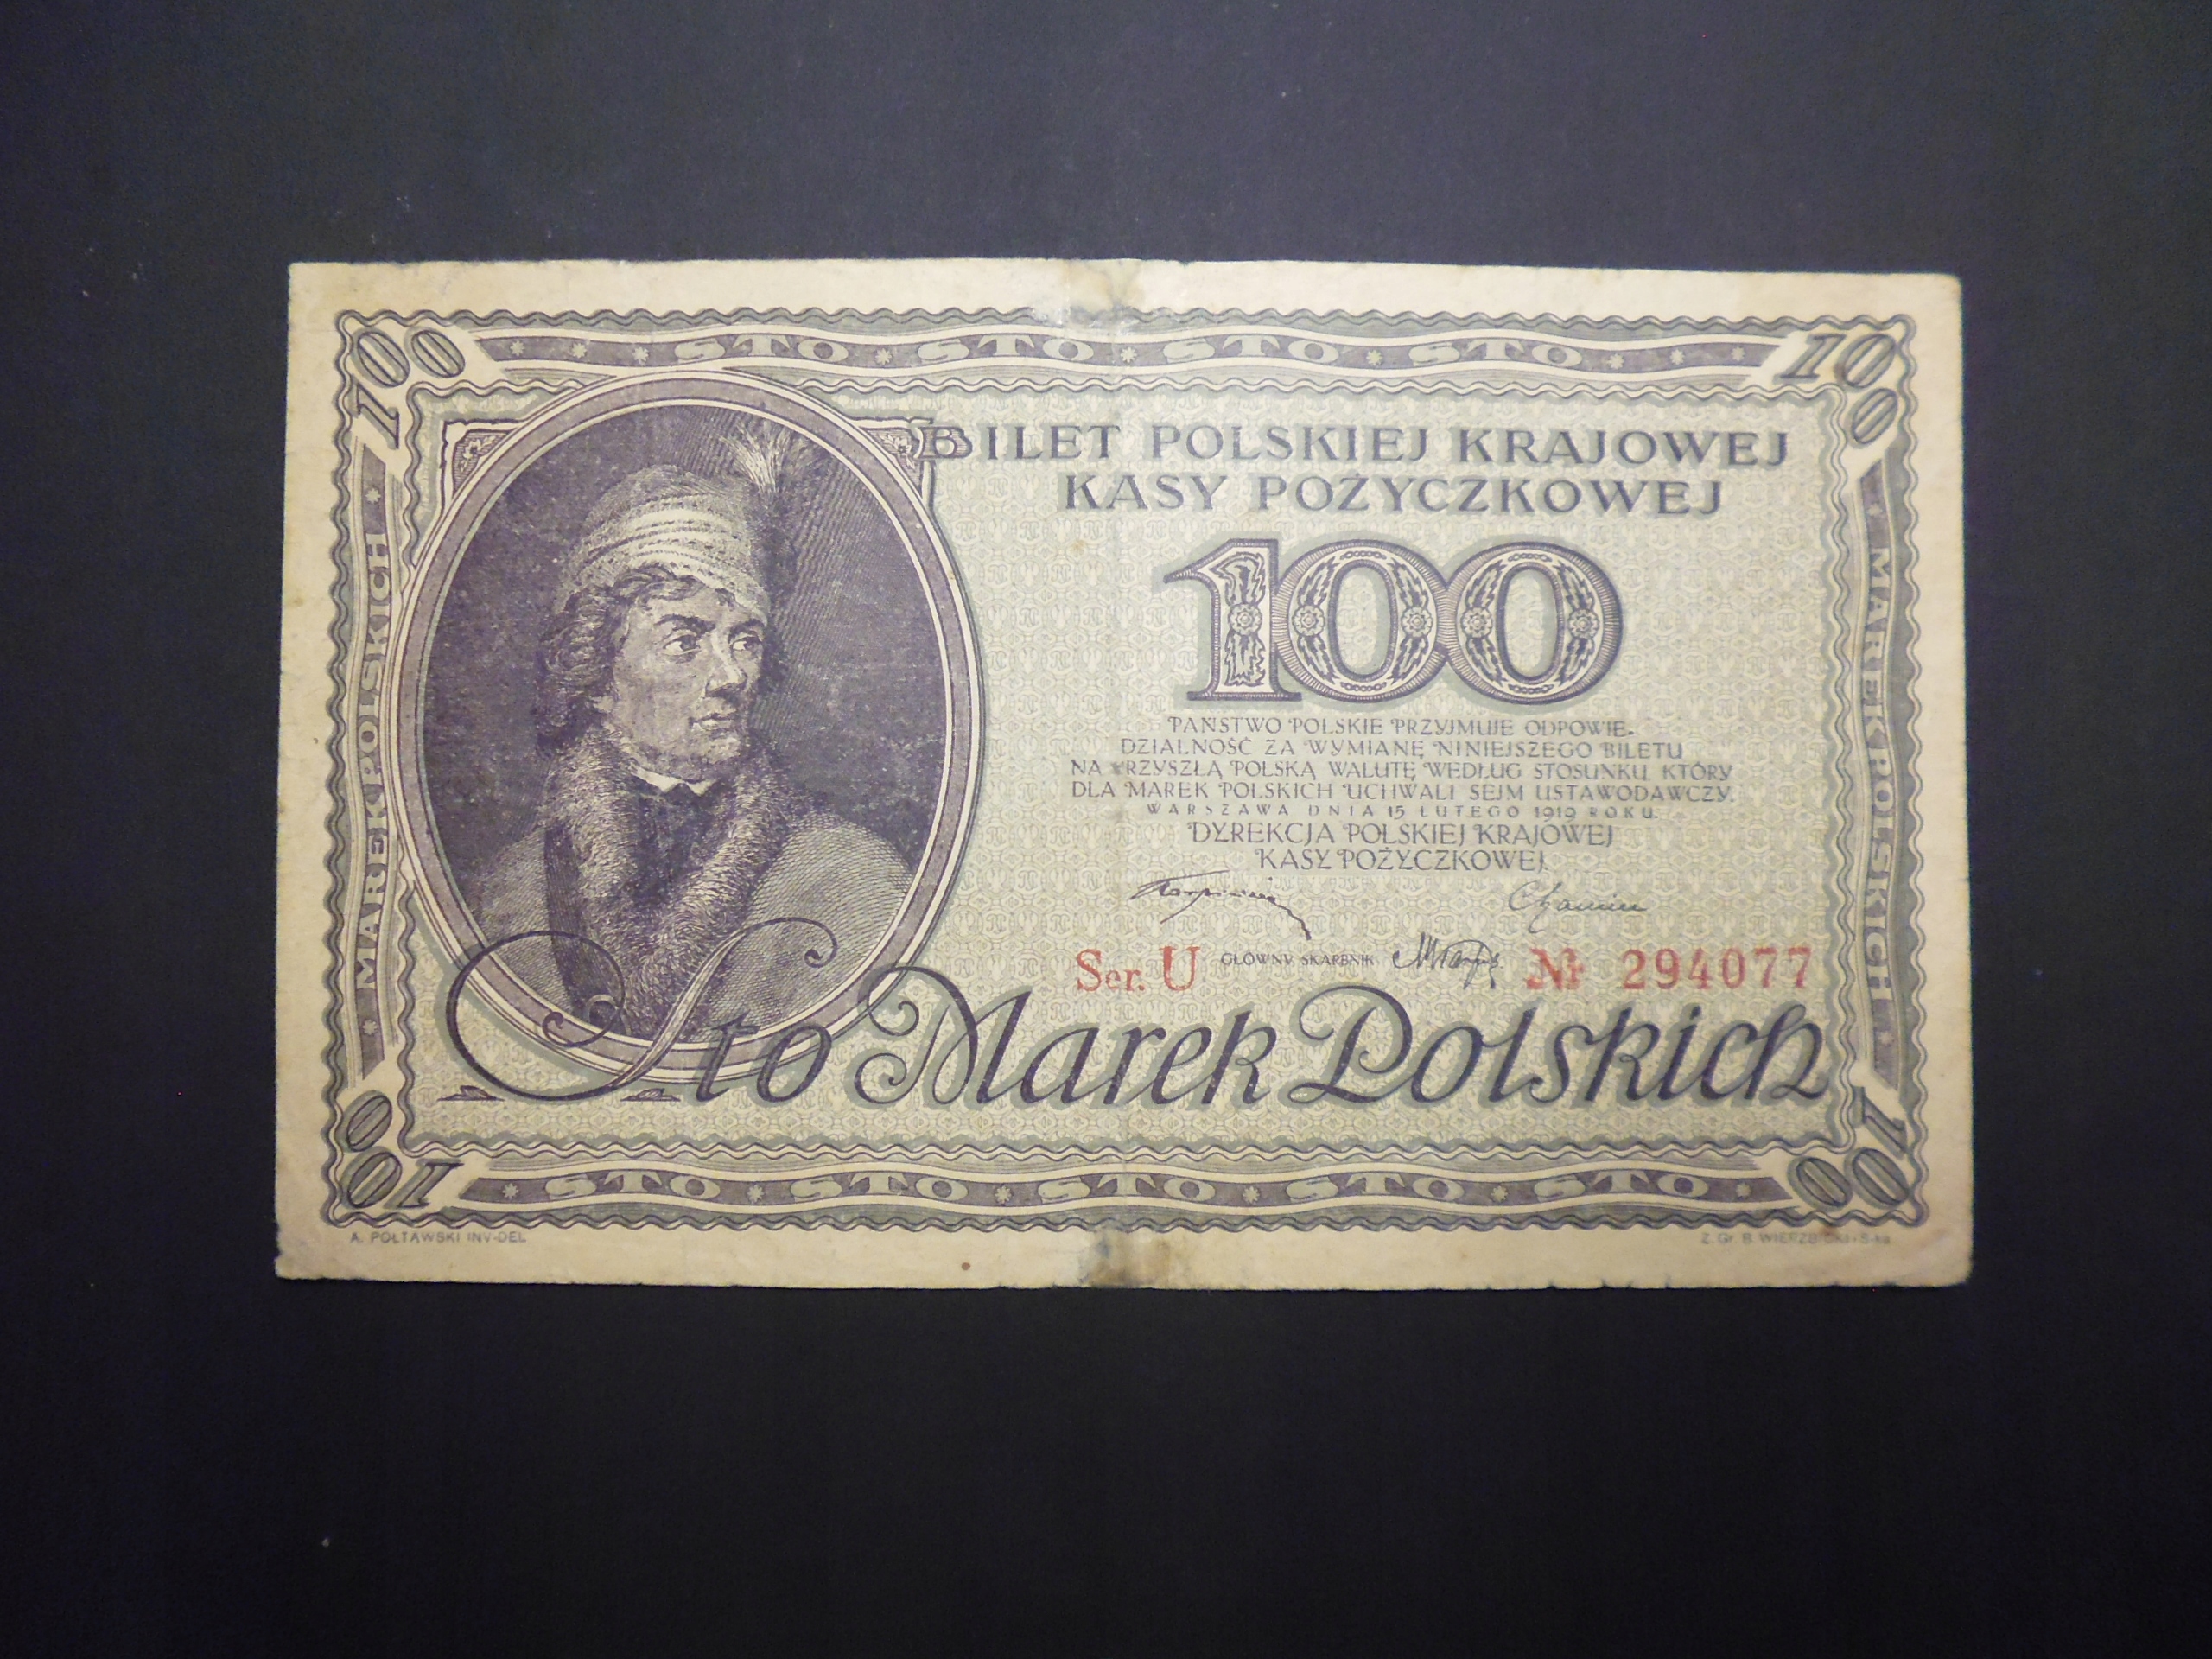 100
* * * STO * STO * STO * STO * * * *
100
* MAREK POLSKICH *
BILET POLSKIEJ KRAJOWEJ
KASY POŻYCZKOWEJ
100
PAŃSTWO POLSKIE PRZYJMUJE ODPOWIE-
DZIALNOŚĆ ZA WYMIANĘ NINIEJSZEGO BILETU
NA PRZYSZŁĄ POLSKĄ WALUTĘ WEDŁUG STOSUNKU, KTÓRY
DLA MAREK POLSKICH UCHWALI SEJM USTAWODAWCZY.
WARSZAWA DNIA 15 LUTEGO 1919 ROKU.
DYREKCJA POLSKIEJ KRAJOWEJ
KASY POŻYCZKOWEJ.
Ser. U GŁÓWNY SKARBNIK № 294077
Sto Marek Polskich
* MAREK POLSKICH *
100
* STO * STO * STO * STO * STO *
100
A. PÓŁTAWSKI INV-DEL
Z. Gr. B. WIERZBICKI i S-ka